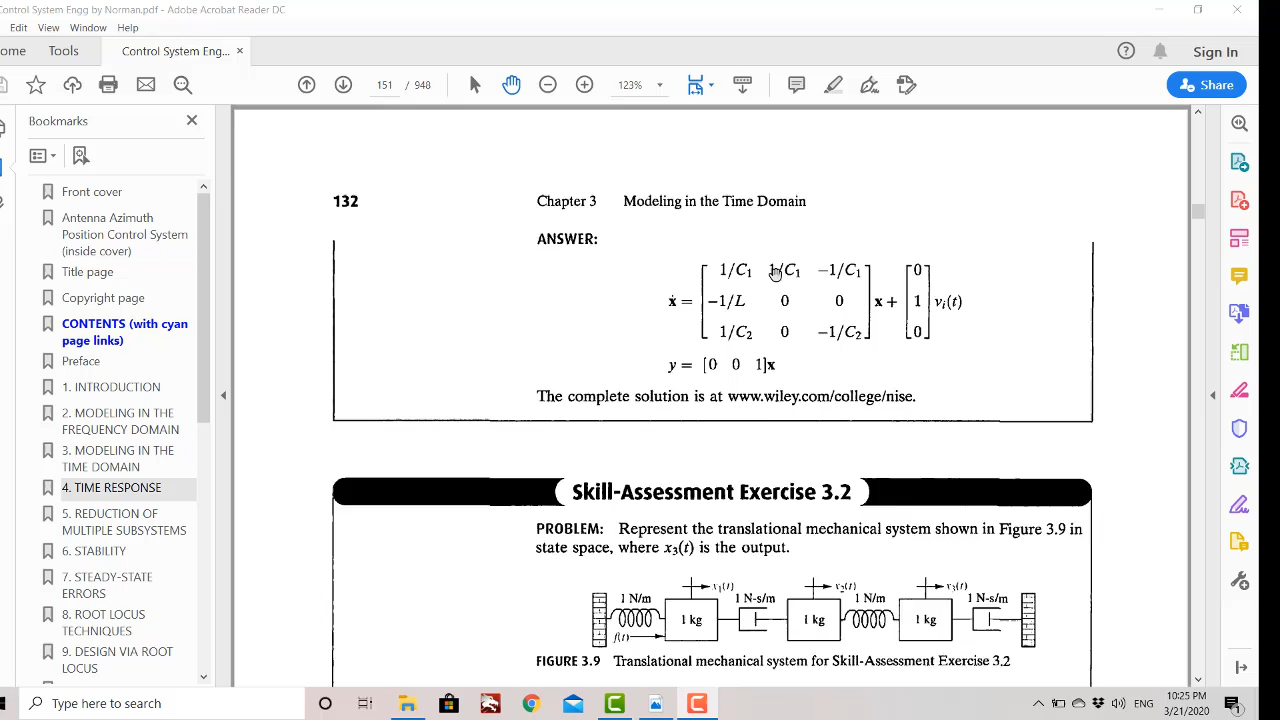 Control System Engg by Norman.pdf - Adobe Acrobat Reader DC
Edit View Window Help
ome Tools Control System Eng... × Sign In
151 / 948 123% Share
Bookmarks ×
Front cover
Antenna Azimuth
Position Control System
(inside cover)
Title page
Copyright page
CONTENTS (with cyan
page links)
Preface
1. INTRODUCTION
2. MODELING IN THE
FREQUENCY DOMAIN
3. MODELING IN THE
TIME DOMAIN
4. TIME RESPONSE
5. REDUCTION OF
MULTIPLE SUBSYSTEMS
6. STABILITY
7. STEADY-STATE
ERRORS
8. ROOT LOCUS
TECHNIQUES
9. DESIGN VIA ROOT
LOCUS
132 Chapter 3 Modeling in the Time Domain
ANSWER:
1/C₁ 1/C₁ −1/C₁ 0
ẋ = −1/L 0 0 x + 1 vᵢ(t)
1/C₂ 0 −1/C₂ 0
y = [0 0 1]x
The complete solution is at www.wiley.com/college/nise.
Skill-Assessment Exercise 3.2
PROBLEM: Represent the translational mechanical system shown in Figure 3.9 in
state space, where x₃(t) is the output.
x₁(t) x₂(t) x₃(t)
1 N/m 1 N-s/m 1 N/m 1 N-s/m
1 kg 1 kg 1 kg
f(t)
FIGURE 3.9 Translational mechanical system for Skill-Assessment Exercise 3.2
Type here to search
ENG
10:25 PM
3/21/2020
1